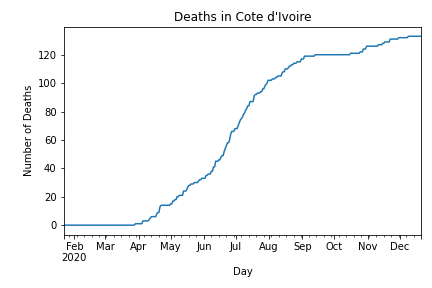 Deaths in Cote d'Ivoire
120
100
80
60
40
20
0
Number of Deaths
Feb Mar Apr May Jun Jul Aug Sep Oct Nov Dec
2020
Day